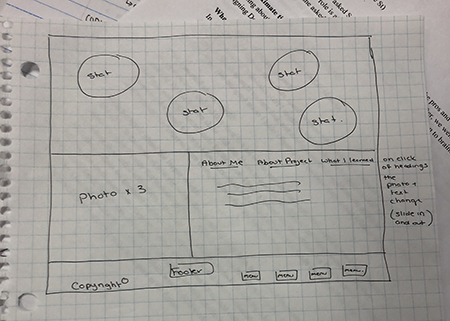 stat
stat
stat
stat.
About Me About Project What I learned
Photo x 3
on click
of headings
the
photo +
text
change
(slide in
and out)
footer
Copyright©
menu menu menu menu